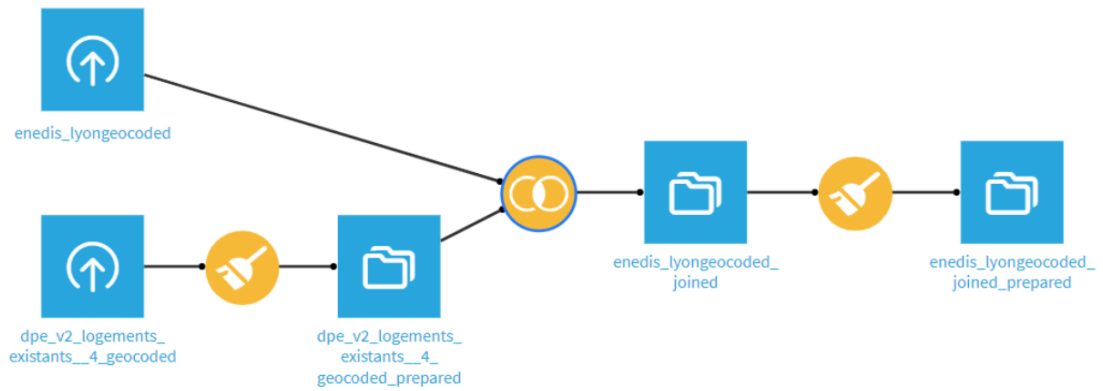 enedis_lyongeocoded
dpe_v2_logements_
existants__4_geocoded
dpe_v2_logements_
existants__4_
geocoded_prepared
enedis_lyongeocoded_
joined
enedis_lyongeocoded_
joined_prepared